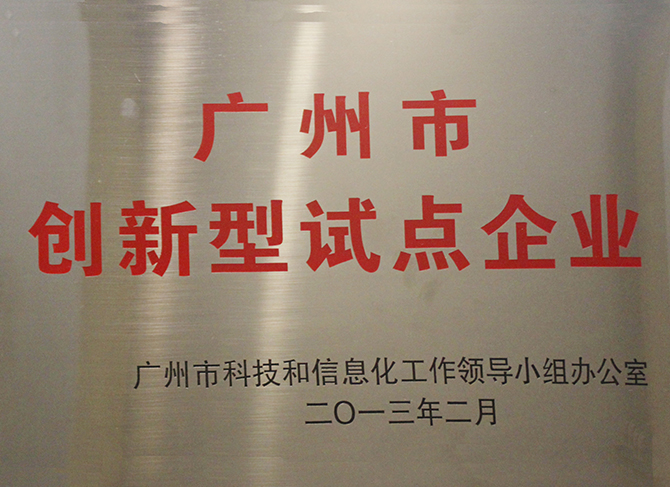 广州市
创新型试点企业
广州市科技和信息化工作领导小组办公室
二〇一三年二月